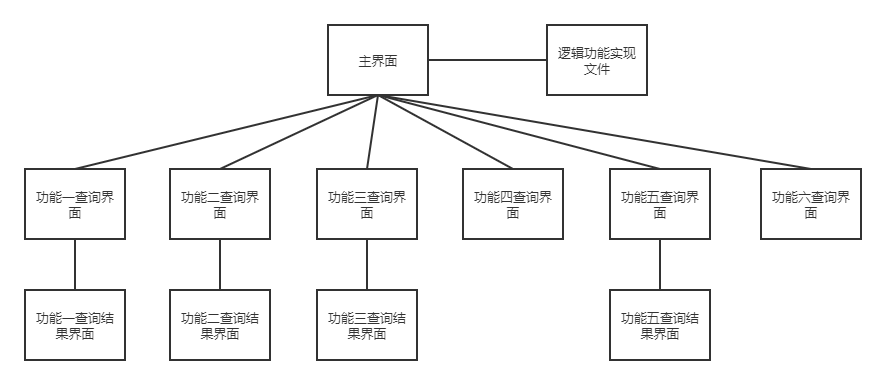 主界面
逻辑功能实现
文件
功能一查询界
面
功能二查询界
面
功能三查询界
面
功能四查询界
面
功能五查询界
面
功能六查询界
面
功能一查询结
果界面
功能二查询结
果界面
功能三查询结
果界面
功能五查询结
果界面